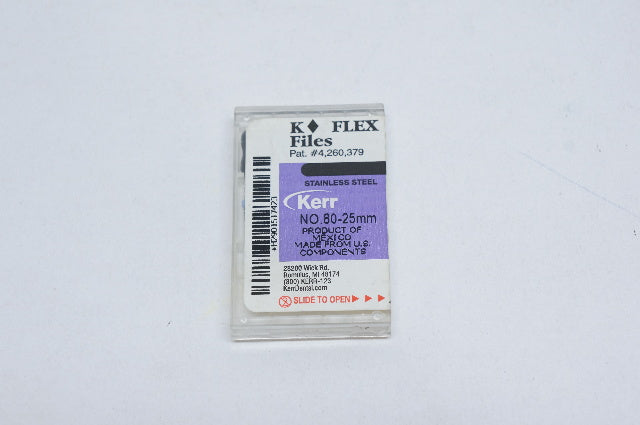 K♦ FLEX
Files
Pat. #4,260,379
STAINLESS STEEL
Kerr
NO.80-25mm
PRODUCT OF
MEXICO
MADE FROM U.S.
COMPONENTS
28200 Wick Rd.
Romulus, MI 48174
(800) KERR-123
KerrDental.com
SLIDE TO OPEN ▶ ▶ ▶